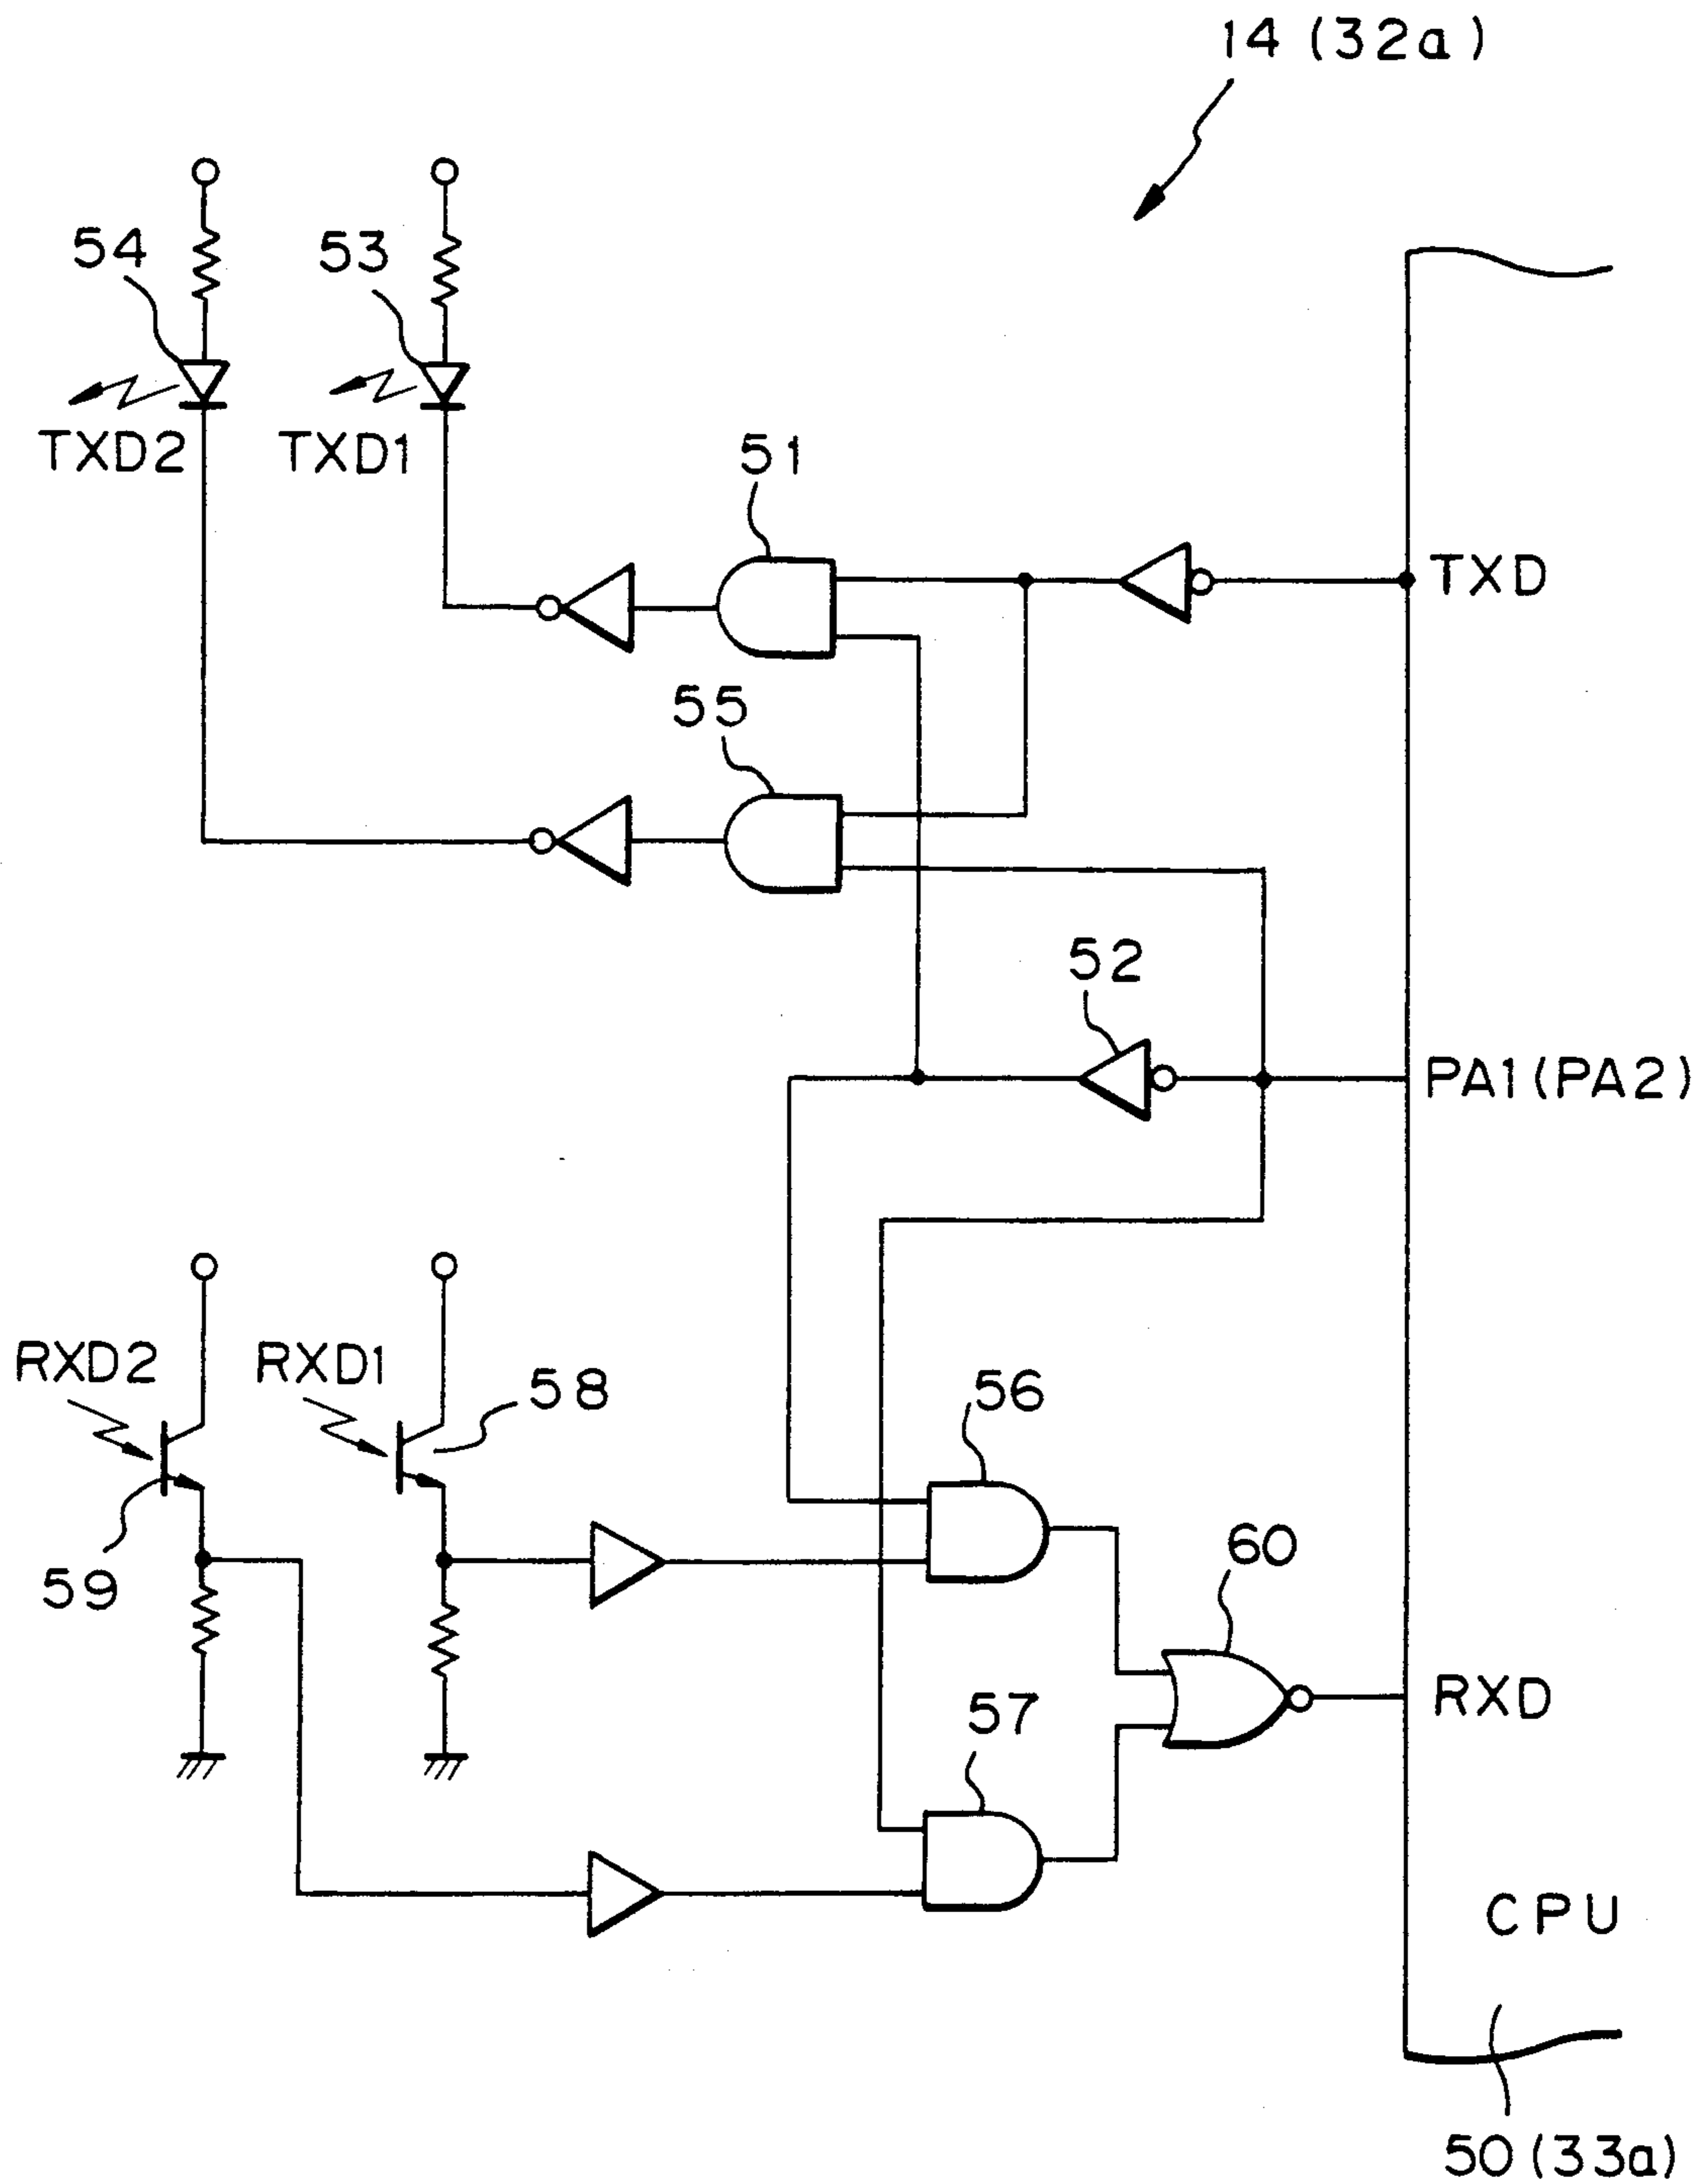 14 (32a)
54
53
TXD2
TXD1
51
TXD
55
52
PA1(PA2)
RXD2
RXD1
58
56
59
60
RXD
57
CPU
50 (33a)